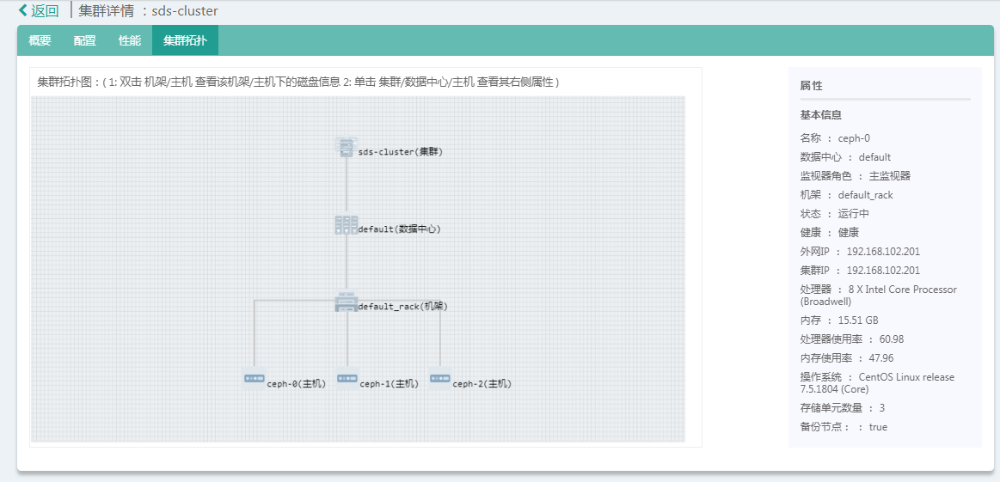 返回 集群详情 ：sds-cluster
概要 配置 性能 集群拓扑
集群拓扑图：( 1: 双击 机架/主机 查看该机架/主机下的磁盘信息 2: 单击 集群/数据中心/主机 查看其右侧属性 )
sds-cluster(集群)
default(数据中心)
default_rack(机架)
ceph-0(主机) ceph-1(主机) ceph-2(主机)
属性
基本信息
名称 ： ceph-0
数据中心 ： default
监视器角色 ： 主监视器
机架 ： default_rack
状态 ： 运行中
健康 ： 健康
外网IP ： 192.168.102.201
集群IP ： 192.168.102.201
处理器 ： 8 X Intel Core Processor
(Broadwell)
内存 ： 15.51 GB
处理器使用率 ： 60.98
内存使用率 ： 47.96
操作系统 ： CentOS Linux release
7.5.1804 (Core)
存储单元数量 ： 3
备份节点： ： true